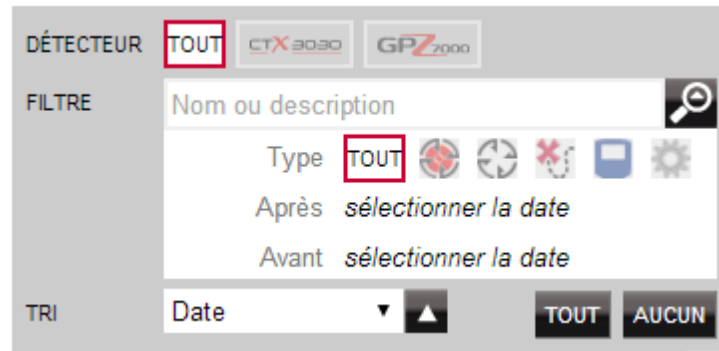 DÉTECTEUR TOUT CTX 3030 GPZ 7000
FILTRE Nom ou description
Type TOUT
Après sélectionner la date
Avant sélectionner la date
TRI Date TOUT AUCUN